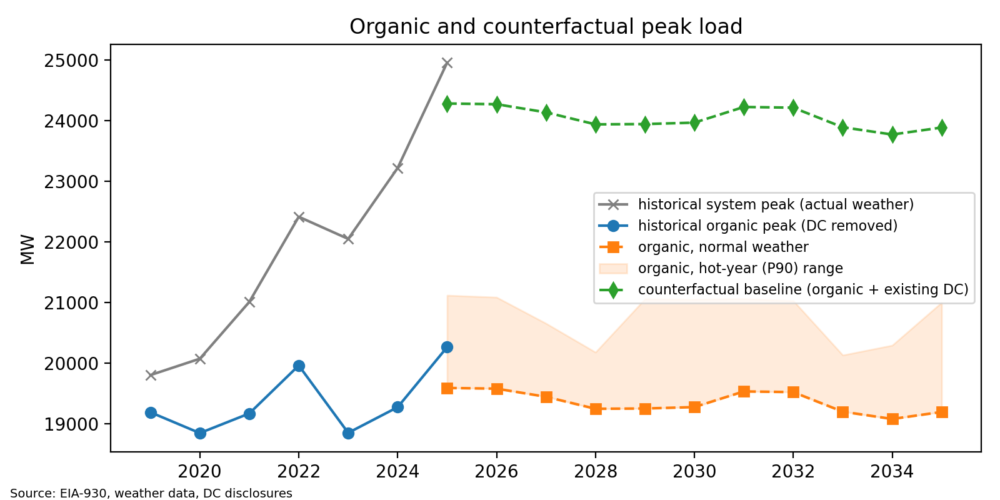 Organic and counterfactual peak load
MW
25000
24000
23000
22000
21000
20000
19000
historical system peak (actual weather)
historical organic peak (DC removed)
organic, normal weather
organic, hot-year (P90) range
counterfactual baseline (organic + existing DC)
2020 2022 2024 2026 2028 2030 2032 2034
Source: EIA-930, weather data, DC disclosures